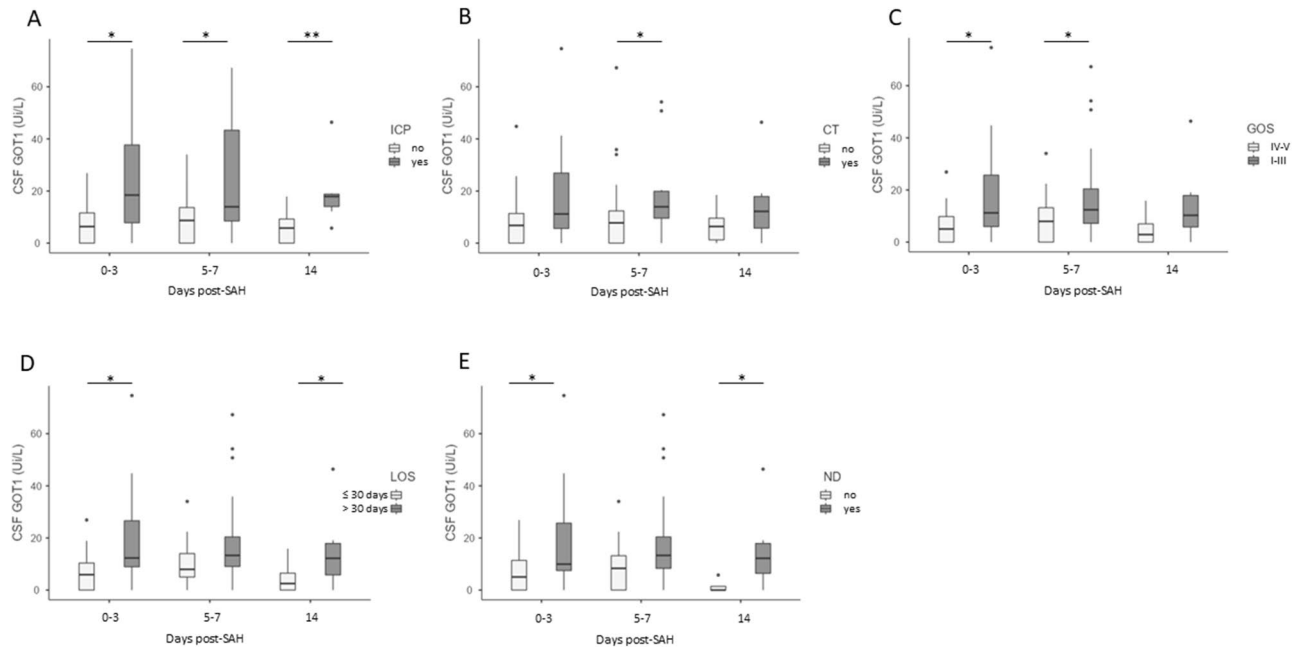 A
* * **
CSF GOT1 (Ui/L)
60
40
20
0
0-3 5-7 14
Days post-SAH
ICP
no
yes
B
*
CSF GOT1 (Ui/L)
60
40
20
0
0-3 5-7 14
Days post-SAH
CT
no
yes
C
* *
CSF GOT1 (Ui/L)
60
40
20
0
0-3 5-7 14
Days post-SAH
GOS
IV-V
I-III
D
* *
CSF GOT1 (Ui/L)
60
40
20
0
0-3 5-7 14
Days post-SAH
LOS
≤ 30 days
> 30 days
E
* *
CSF GOT1 (Ui/L)
60
40
20
0
0-3 5-7 14
Days post-SAH
ND
no
yes